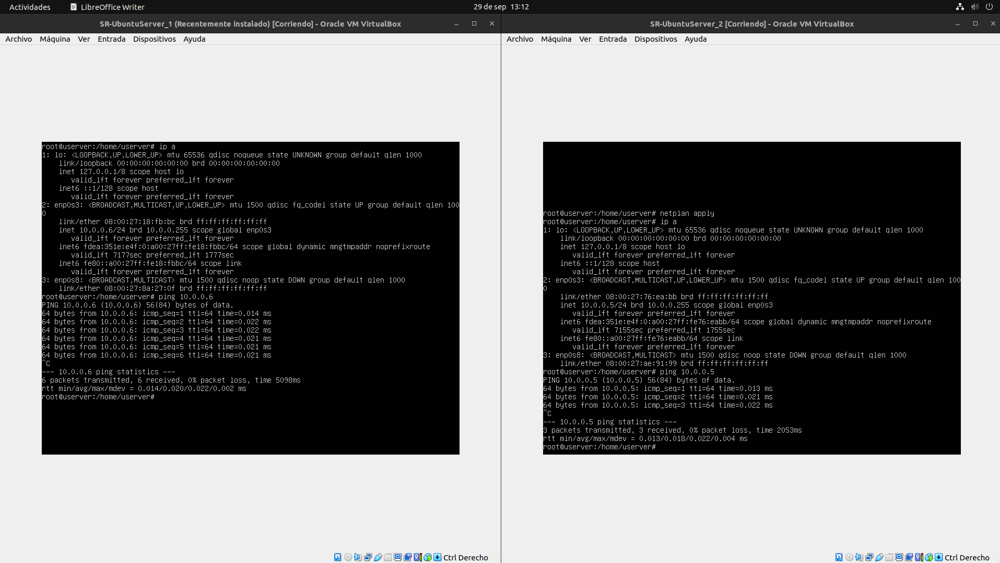 Actividades
LibreOffice Writer
29 de sep 13:12
SR-UbuntuServer_1 (Recentemente instalado) [Corriendo] - Oracle VM VirtualBox
Archivo Máquina Ver Entrada Dispositivos Ayuda
root@userver:/home/userver# ip a
1: lo: <LOOPBACK,UP,LOWER_UP> mtu 65536 qdisc noqueue state UNKNOWN group default qlen 1000
link/loopback 00:00:00:00:00:00 brd 00:00:00:00:00:00
inet 127.0.0.1/8 scope host lo
valid_lft forever preferred_lft forever
inet6 ::1/128 scope host
valid_lft forever preferred_lft forever
2: enp0s3: <BROADCAST,MULTICAST,UP,LOWER_UP> mtu 1500 qdisc fq_codel state UP group default qlen 100
0
link/ether 08:00:27:18:fb:bc brd ff:ff:ff:ff:ff:ff
inet 10.0.0.6/24 brd 10.0.0.255 scope global enp0s3
valid_lft forever preferred_lft forever
inet6 fdea:351e:e4f:0:a00:27ff:fe18:fbbc/64 scope global dynamic mngtmpaddr noprefixroute
valid_lft 7177sec preferred_lft 1777sec
inet6 fe80::a00:27ff:fe18:fbbc/64 scope link
valid_lft forever preferred_lft forever
3: enp0s8: <BROADCAST,MULTICAST> mtu 1500 qdisc noop state DOWN group default qlen 1000
link/ether 08:00:27:8a:27:0f brd ff:ff:ff:ff:ff:ff
root@userver:/home/userver# ping 10.0.0.6
PING 10.0.0.6 (10.0.0.6) 56(84) bytes of data.
64 bytes from 10.0.0.6: icmp_seq=1 ttl=64 time=0.014 ms
64 bytes from 10.0.0.6: icmp_seq=2 ttl=64 time=0.022 ms
64 bytes from 10.0.0.6: icmp_seq=3 ttl=64 time=0.022 ms
64 bytes from 10.0.0.6: icmp_seq=4 ttl=64 time=0.021 ms
64 bytes from 10.0.0.6: icmp_seq=5 ttl=64 time=0.021 ms
64 bytes from 10.0.0.6: icmp_seq=6 ttl=64 time=0.021 ms
^C
--- 10.0.0.6 ping statistics ---
6 packets transmitted, 6 received, 0% packet loss, time 5098ms
rtt min/avg/max/mdev = 0.014/0.020/0.022/0.002 ms
root@userver:/home/userver#
Ctrl Derecho
SR-UbuntuServer_2 [Corriendo] - Oracle VM VirtualBox
Archivo Máquina Ver Entrada Dispositivos Ayuda
root@userver:/home/userver# netplan apply
root@userver:/home/userver# ip a
1: lo: <LOOPBACK,UP,LOWER_UP> mtu 65536 qdisc noqueue state UNKNOWN group default qlen 1000
link/loopback 00:00:00:00:00:00 brd 00:00:00:00:00:00
inet 127.0.0.1/8 scope host lo
valid_lft forever preferred_lft forever
inet6 ::1/128 scope host
valid_lft forever preferred_lft forever
2: enp0s3: <BROADCAST,MULTICAST,UP,LOWER_UP> mtu 1500 qdisc fq_codel state UP group default qlen 100
0
link/ether 08:00:27:76:ea:bb brd ff:ff:ff:ff:ff:ff
inet 10.0.0.5/24 brd 10.0.0.255 scope global enp0s3
valid_lft forever preferred_lft forever
inet6 fdea:351e:e4f:0:a00:27ff:fe76:eabb/64 scope global dynamic mngtmpaddr noprefixroute
valid_lft 7155sec preferred_lft 1755sec
inet6 fe80::a00:27ff:fe76:eabb/64 scope link
valid_lft forever preferred_lft forever
3: enp0s8: <BROADCAST,MULTICAST> mtu 1500 qdisc noop state DOWN group default qlen 1000
link/ether 08:00:27:ae:91:99 brd ff:ff:ff:ff:ff:ff
root@userver:/home/userver# ping 10.0.0.5
PING 10.0.0.5 (10.0.0.5) 56(84) bytes of data.
64 bytes from 10.0.0.5: icmp_seq=1 ttl=64 time=0.013 ms
64 bytes from 10.0.0.5: icmp_seq=2 ttl=64 time=0.021 ms
64 bytes from 10.0.0.5: icmp_seq=3 ttl=64 time=0.022 ms
^C
--- 10.0.0.5 ping statistics ---
3 packets transmitted, 3 received, 0% packet loss, time 2053ms
rtt min/avg/max/mdev = 0.013/0.018/0.022/0.004 ms
root@userver:/home/userver#
Ctrl Derecho